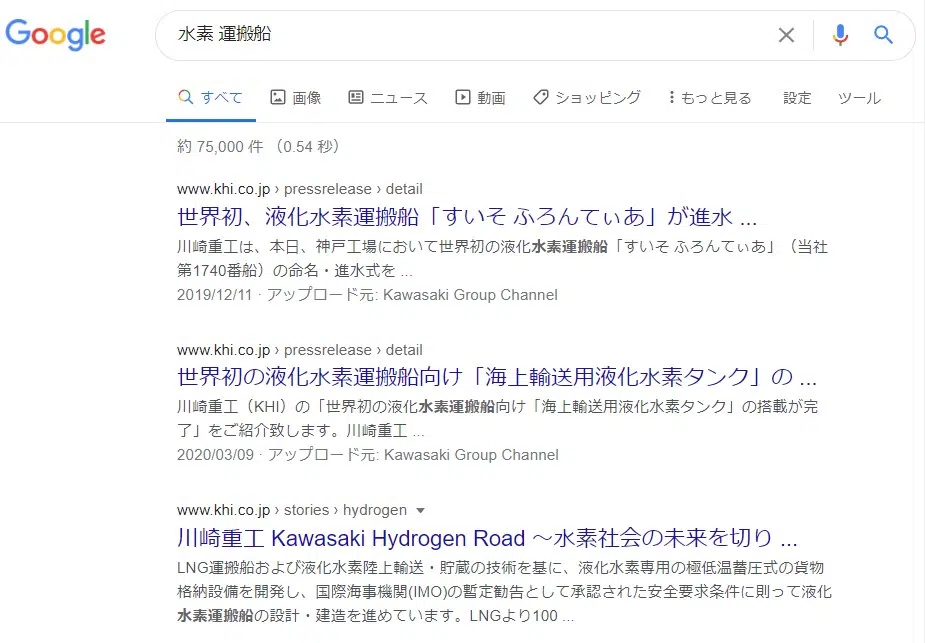 Google
水素 運搬船
すべて 画像 ニュース 動画 ショッピング もっと見る 設定 ツール
約 75,000 件 （0.54 秒）
www.khi.co.jp › pressrelease › detail
世界初、液化水素運搬船「すいそ ふろんてぃあ」が進水 ...
川崎重工は、本日、神戸工場において世界初の液化水素運搬船「すいそ ふろんてぃあ」（当社
第1740番船）の命名・進水式を ...
2019/12/11 · アップロード元: Kawasaki Group Channel
www.khi.co.jp › pressrelease › detail
世界初の液化水素運搬船向け「海上輸送用液化水素タンク」の ...
川崎重工（KHI）の「世界初の液化水素運搬船向け「海上輸送用液化水素タンク」の搭載が完
了」をご紹介致します。川崎重工 ...
2020/03/09 · アップロード元: Kawasaki Group Channel
www.khi.co.jp › stories › hydrogen
川崎重工 Kawasaki Hydrogen Road ～水素社会の未来を切り ...
LNG運搬船および液化水素陸上輸送・貯蔵の技術を基に、液化水素専用の極低温蓄圧式の貨物
格納設備を開発し、国際海事機関(IMO)の暫定勧告として承認された安全要求条件に則って液化
水素運搬船の設計・建造を進めています。LNGより100 ...